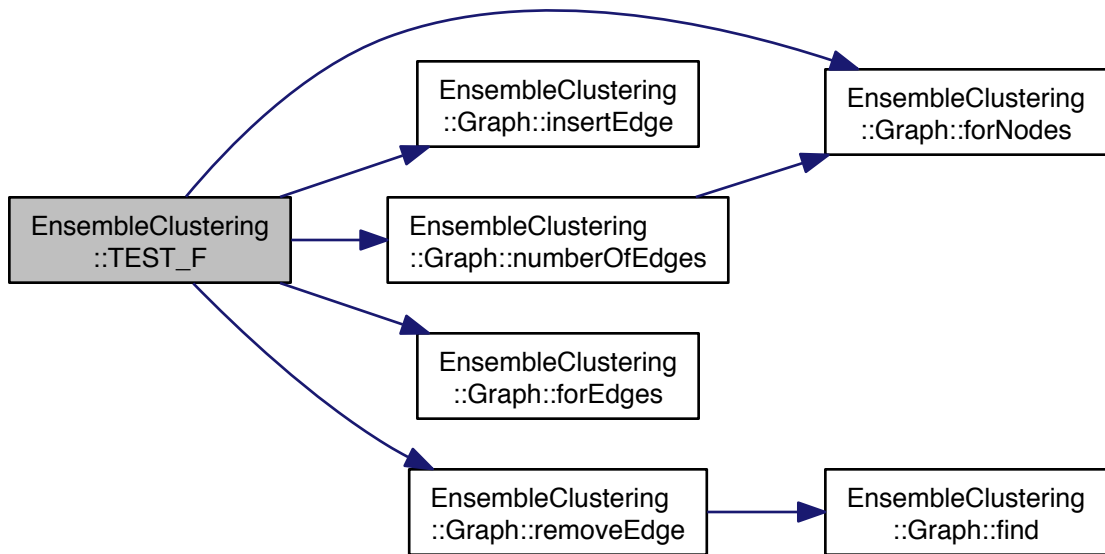 EnsembleClustering
::TEST_F
EnsembleClustering
::Graph::insertEdge
EnsembleClustering
::Graph::numberOfEdges
EnsembleClustering
::Graph::forEdges
EnsembleClustering
::Graph::removeEdge
EnsembleClustering
::Graph::forNodes
EnsembleClustering
::Graph::find